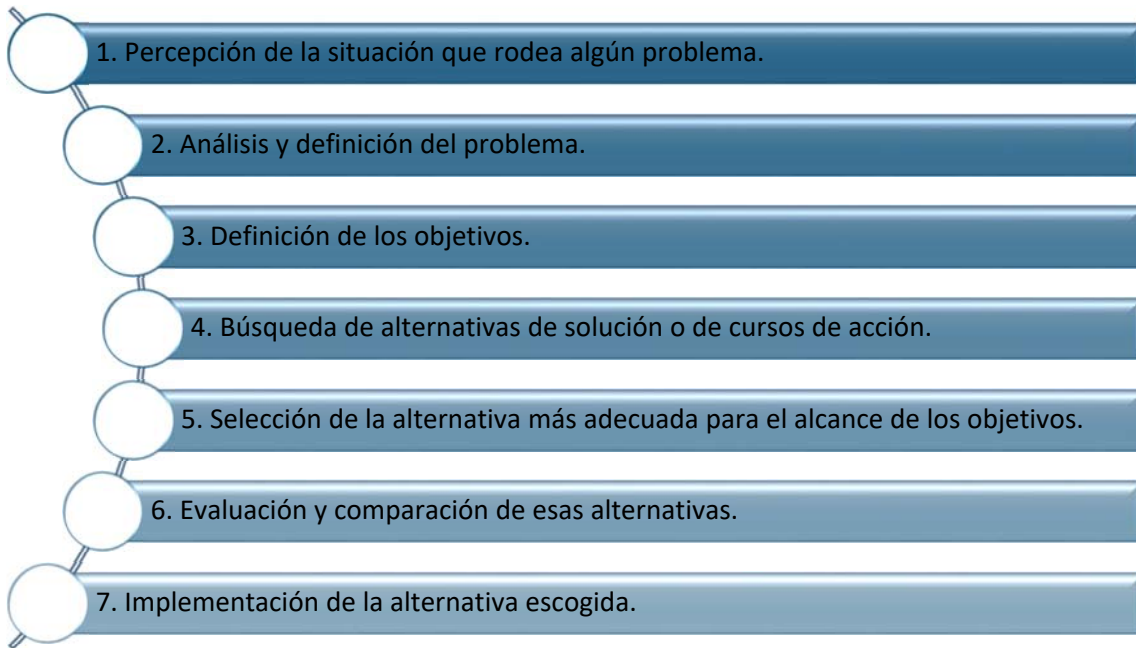 1. Percepción de la situación que rodea algún problema.
2. Análisis y definición del problema.
3. Definición de los objetivos.
4. Búsqueda de alternativas de solución o de cursos de acción.
5. Selección de la alternativa más adecuada para el alcance de los objetivos.
6. Evaluación y comparación de esas alternativas.
7. Implementación de la alternativa escogida.